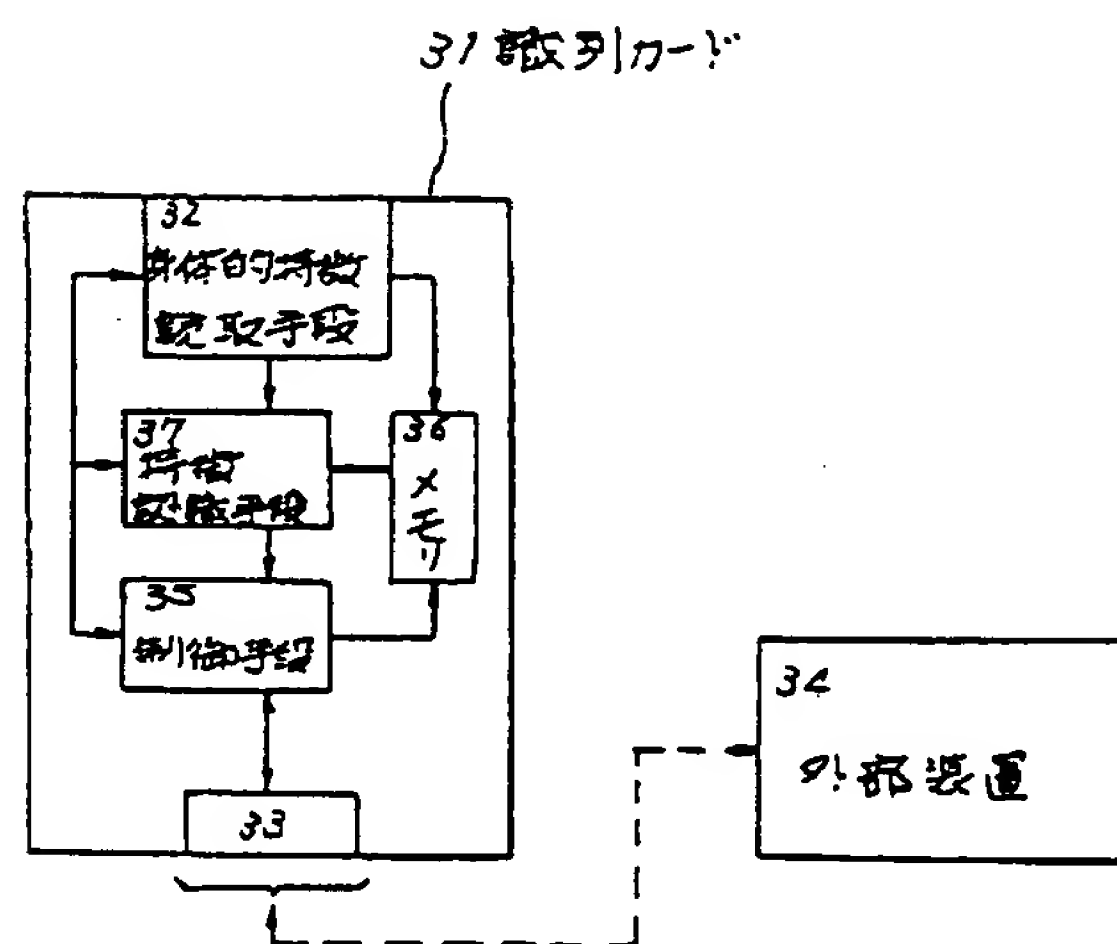 31 識別カード
32
身体的特徴
読取手段
37
特徴
認識手段
36
メモリ
35
制御手段
33
34
外部装置